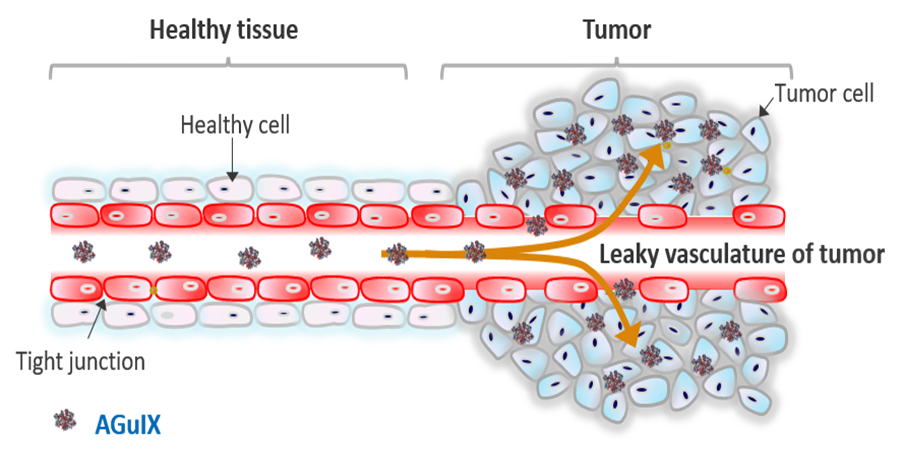 Healthy tissue
Tumor
Tumor cell
Healthy cell
Leaky vasculature of tumor
Tight junction
AGuIX